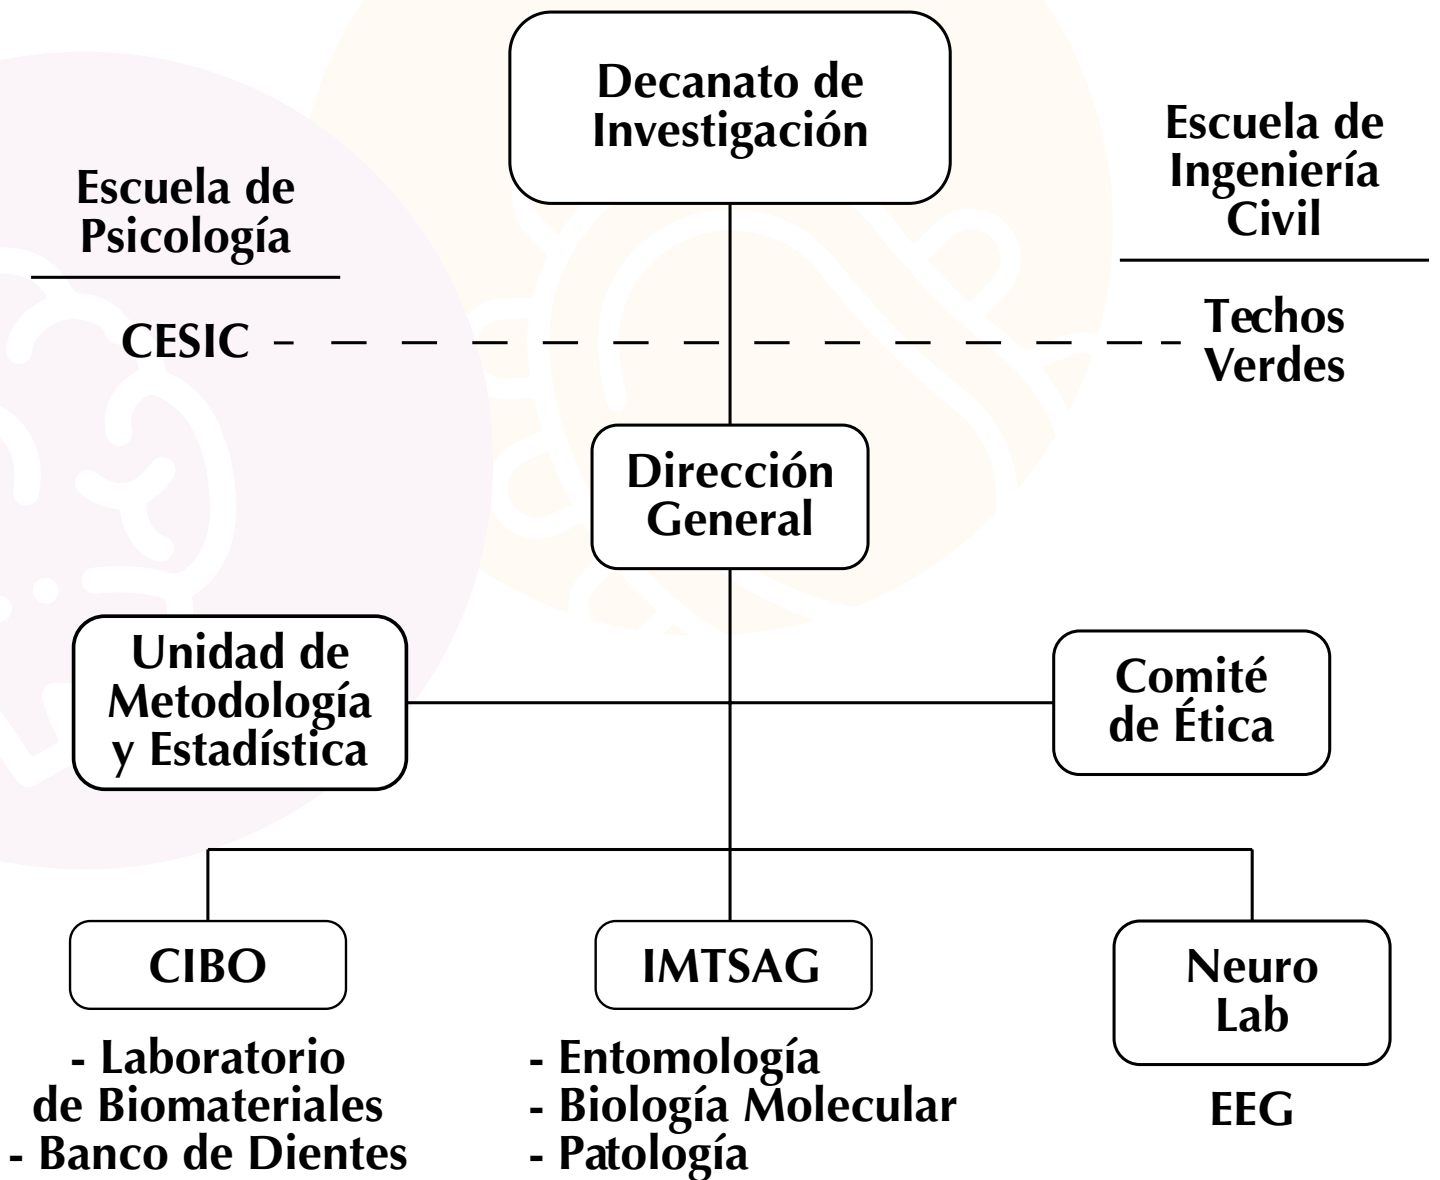 Decanato de
Investigación
Escuela de
Psicología
CESIC
Escuela de
Ingeniería
Civil
Techos
Verdes
Dirección
General
Unidad de
Metodología
y Estadística
Comité
de Ética
CIBO
- Laboratorio
de Biomateriales
- Banco de Dientes
IMTSAG
- Entomología
- Biología Molecular
- Patología
Neuro
Lab
EEG